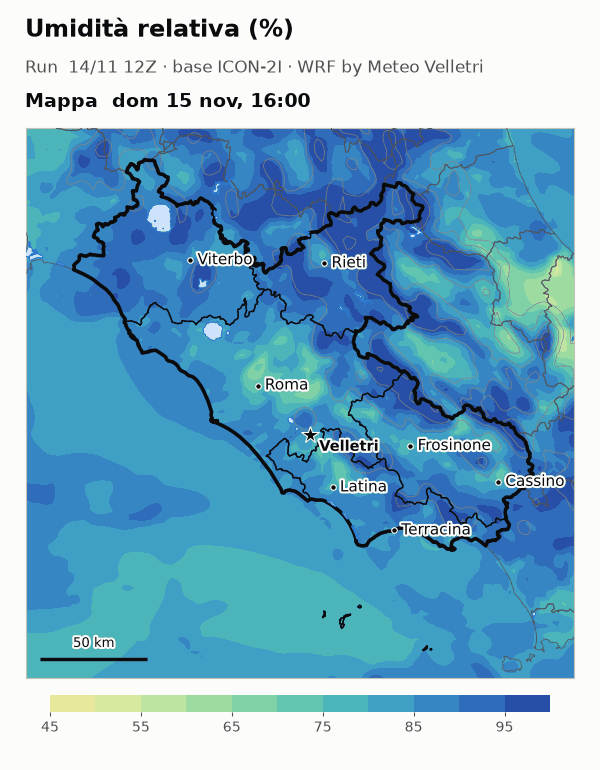 Umidità relativa (%)
Run  14/11 12Z · base ICON-2I · WRF by Meteo Velletri
Mappa  dom 15 nov, 16:00
Viterbo
Rieti
Roma
Velletri
Frosinone
Latina
Cassino
Terracina
50 km
45 55 65 75 85 95